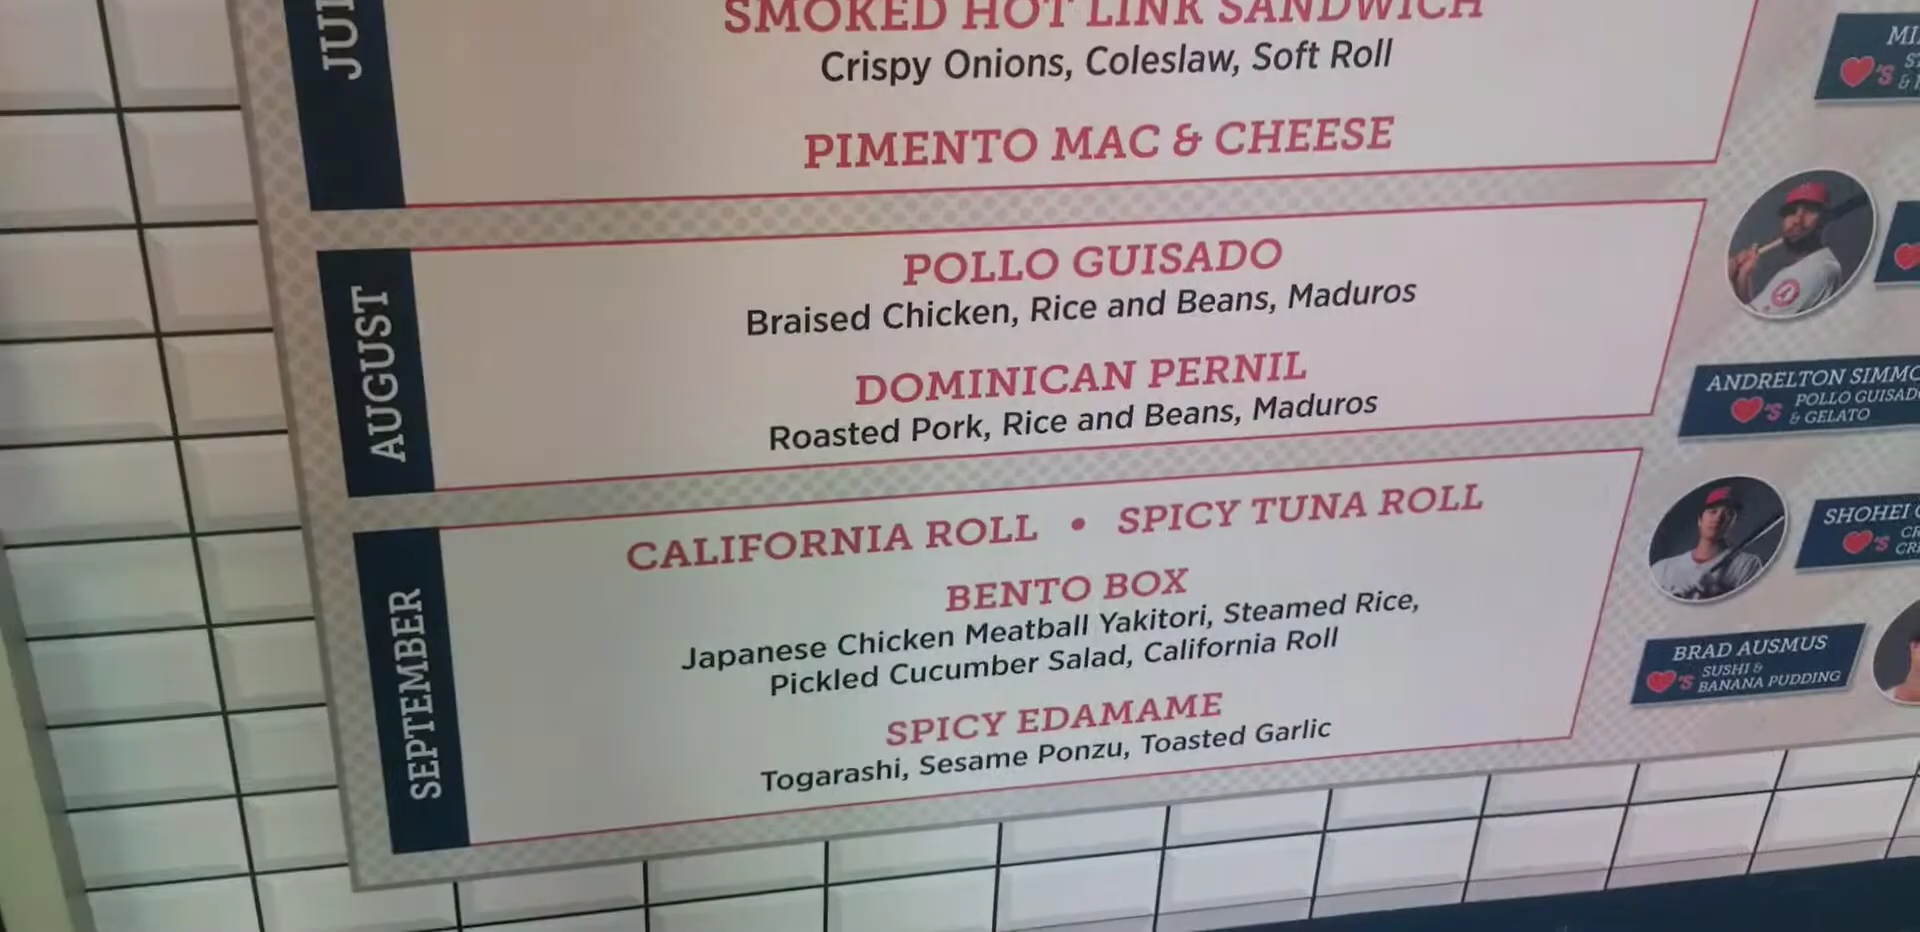 SMOKED HOT LINK SANDWICH
Crispy Onions, Coleslaw, Soft Roll
PIMENTO MAC & CHEESE
AUGUST
POLLO GUISADO
Braised Chicken, Rice and Beans, Maduros
DOMINICAN PERNIL
Roasted Pork, Rice and Beans, Maduros
SEPTEMBER
CALIFORNIA ROLL • SPICY TUNA ROLL
BENTO BOX
Japanese Chicken Meatball Yakitori, Steamed Rice,
Pickled Cucumber Salad, California Roll
SPICY EDAMAME
Togarashi, Sesame Ponzu, Toasted Garlic
ANDRELTON
❤'S POLLO
& GELATO
SHOHEI
❤'S
BRAD AUSMUS
❤'S SUSHI &
BANANA PUDDING